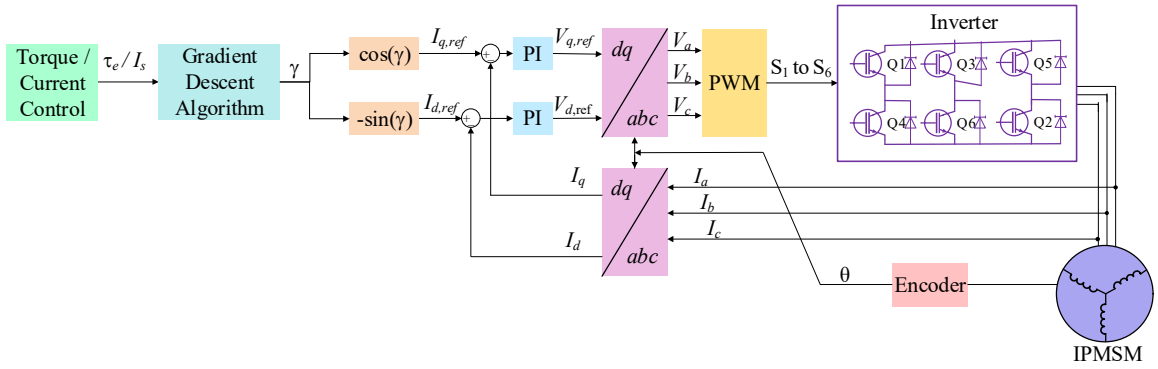 Torque /
Current
Control
τe / Is
Gradient
Descent
Algorithm
γ
cos(γ)
-sin(γ)
Iq,ref
Id,ref
+
-
+
-
PI
PI
Vq,ref
Vd,ref
dq
abc
Va
Vb
Vc
PWM
S1 to S6
Inverter
Q1
Q3
Q5
Q4
Q6
Q2
Iq
Id
dq
abc
Ia
Ib
Ic
θ
Encoder
IPMSM